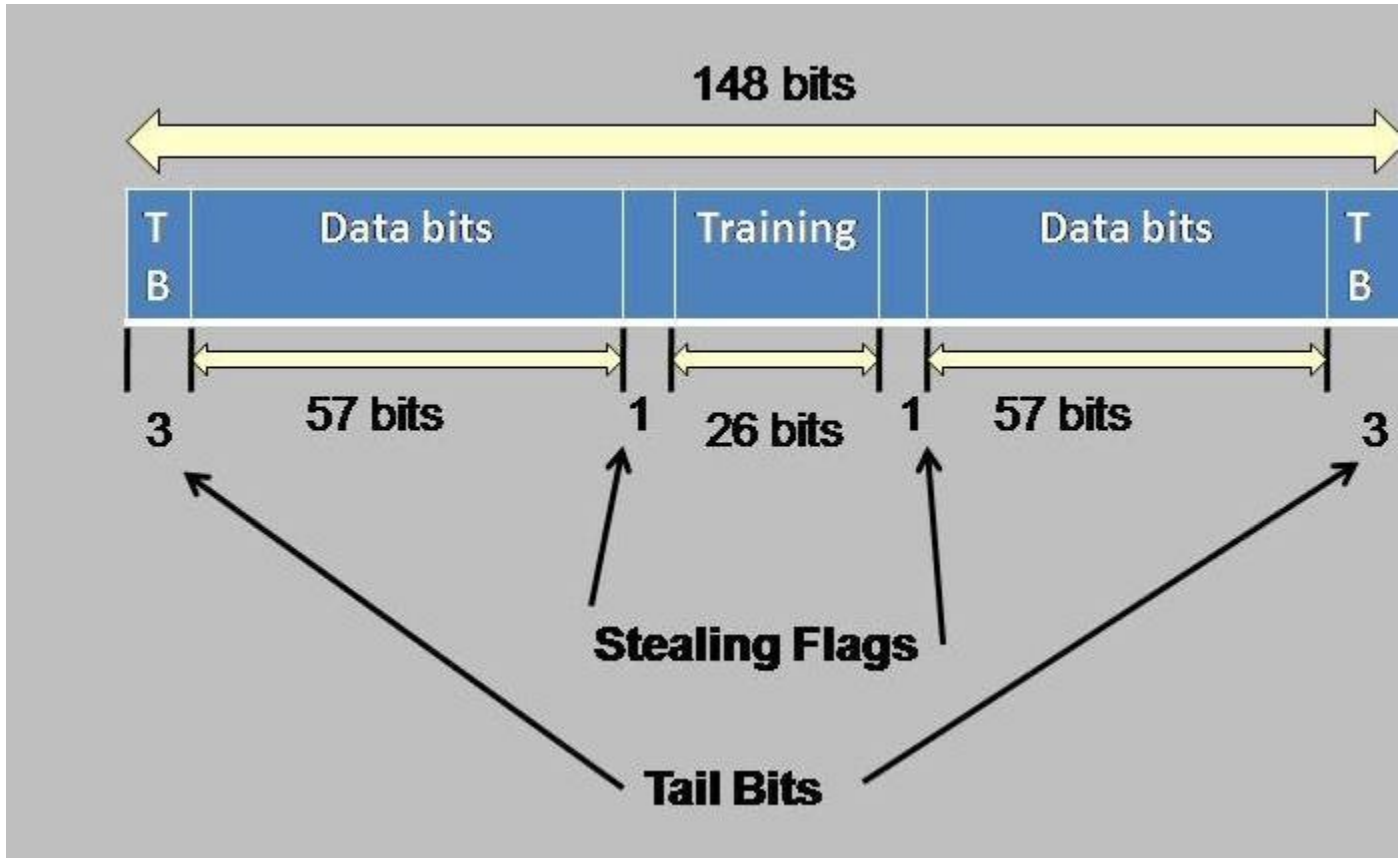 148 bits
T B
Data bits
Training
Data bits
T B
3
57 bits
1
26 bits
1
57 bits
3
Stealing Flags
Tail Bits